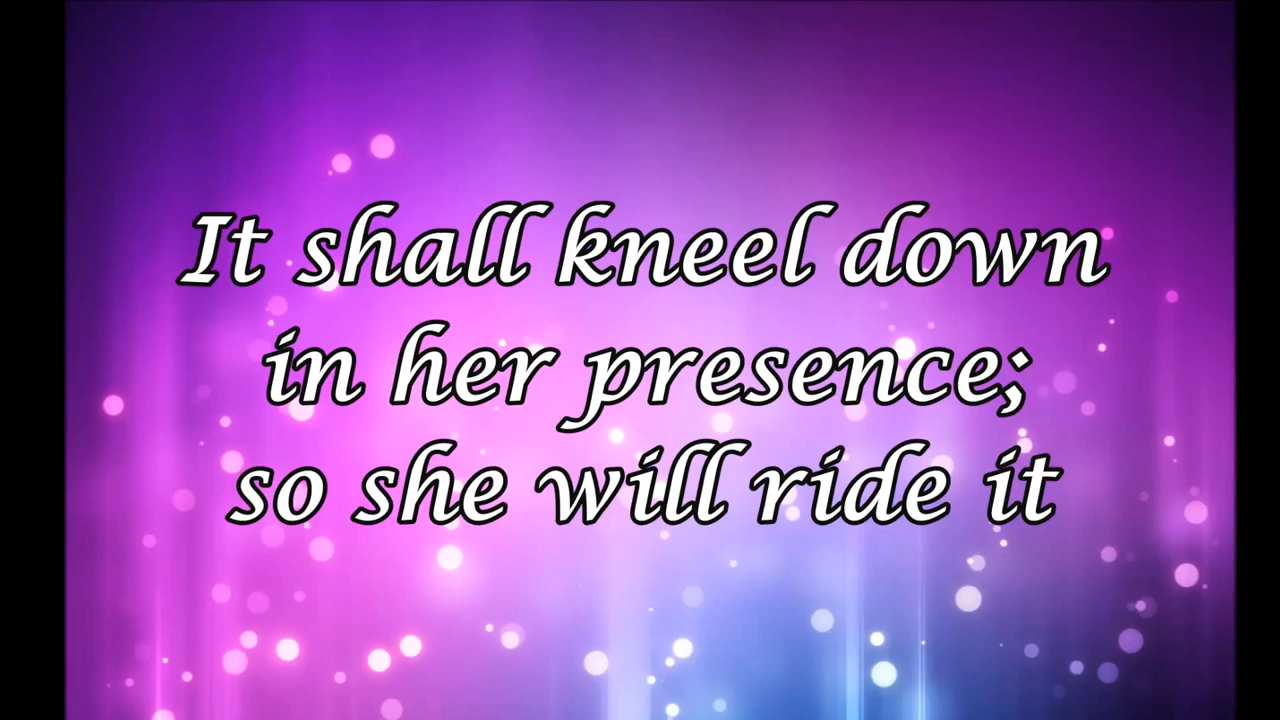 It shall kneel down
in her presence;
so she will ride it